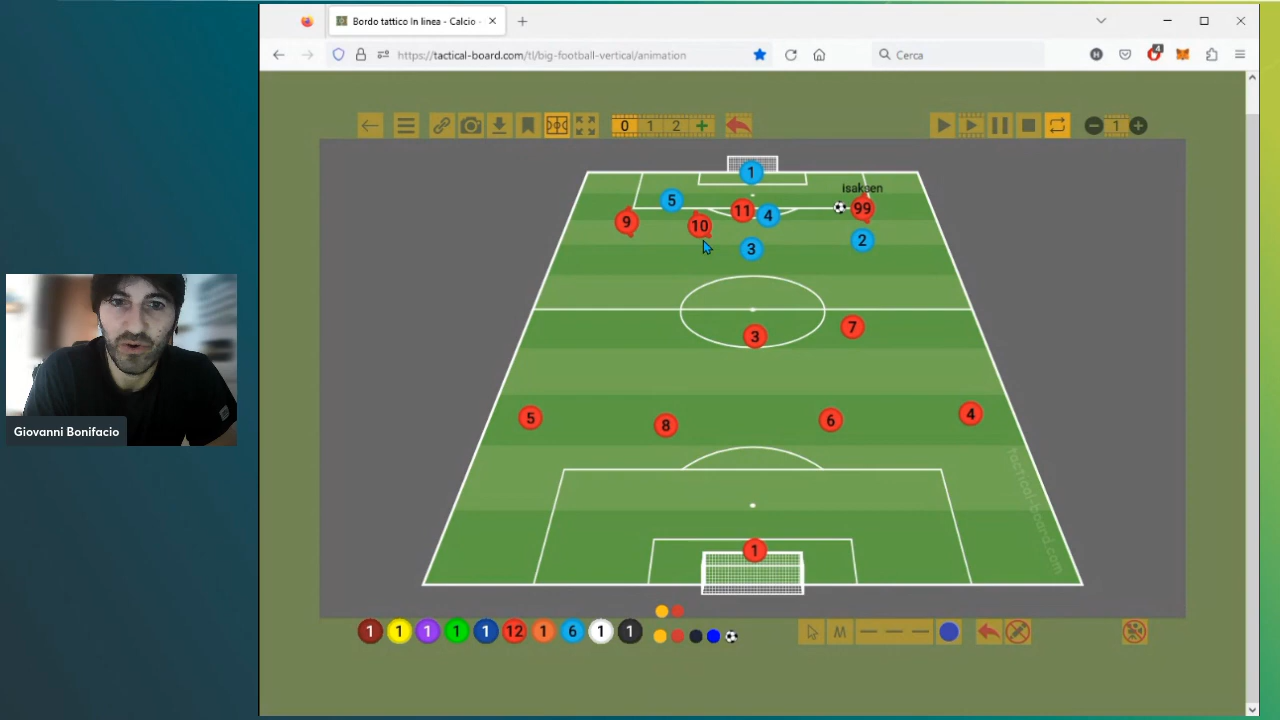 Bordo tattico In linea - Calcio -
https://tactical-board.com/tl/big-football-vertical/animation
Cerca
4
0 1 2 +
1
1
isaksen
5
11
4
99
9
10
3
2
3
7
5
8
6
4
1
tactical-board.com
Giovanni Bonifacio
1 1 1 1 1 12 1 6 1 1
M